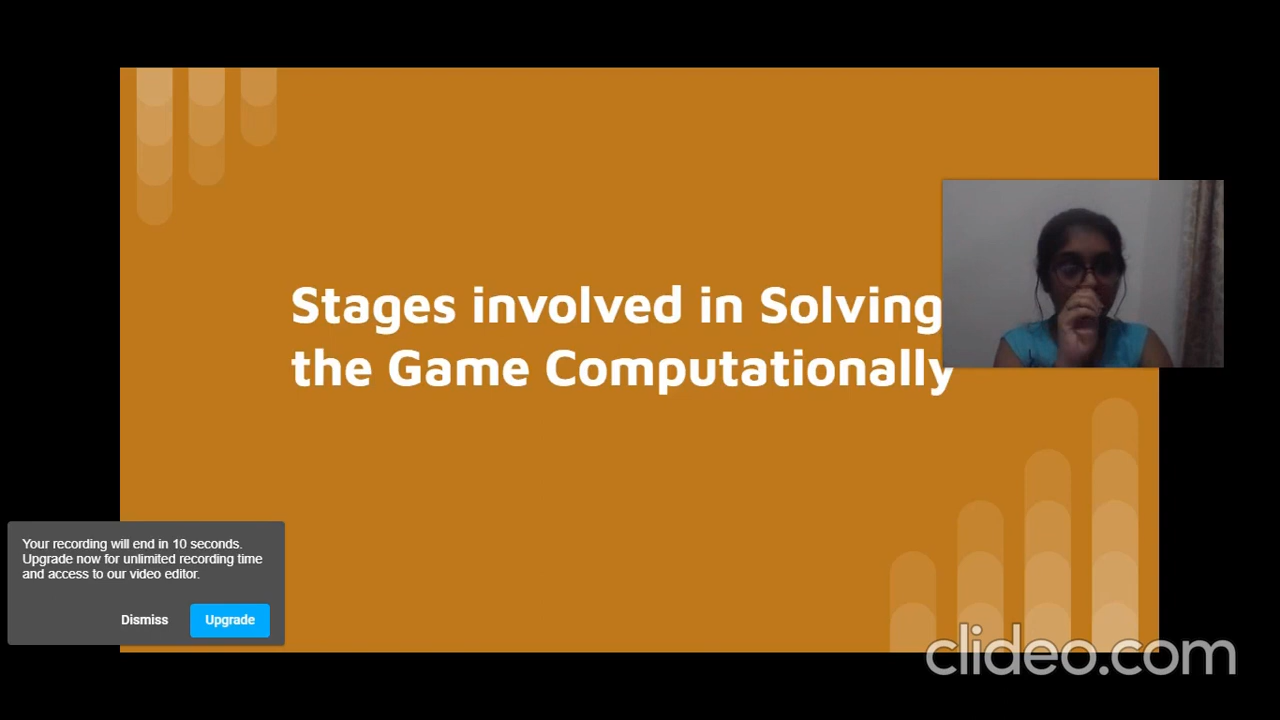 Stages involved in Solving
the Game Computationally
Your recording will end in 10 seconds.
Upgrade now for unlimited recording time
and access to our video editor.
Dismiss
Upgrade
clideo.com